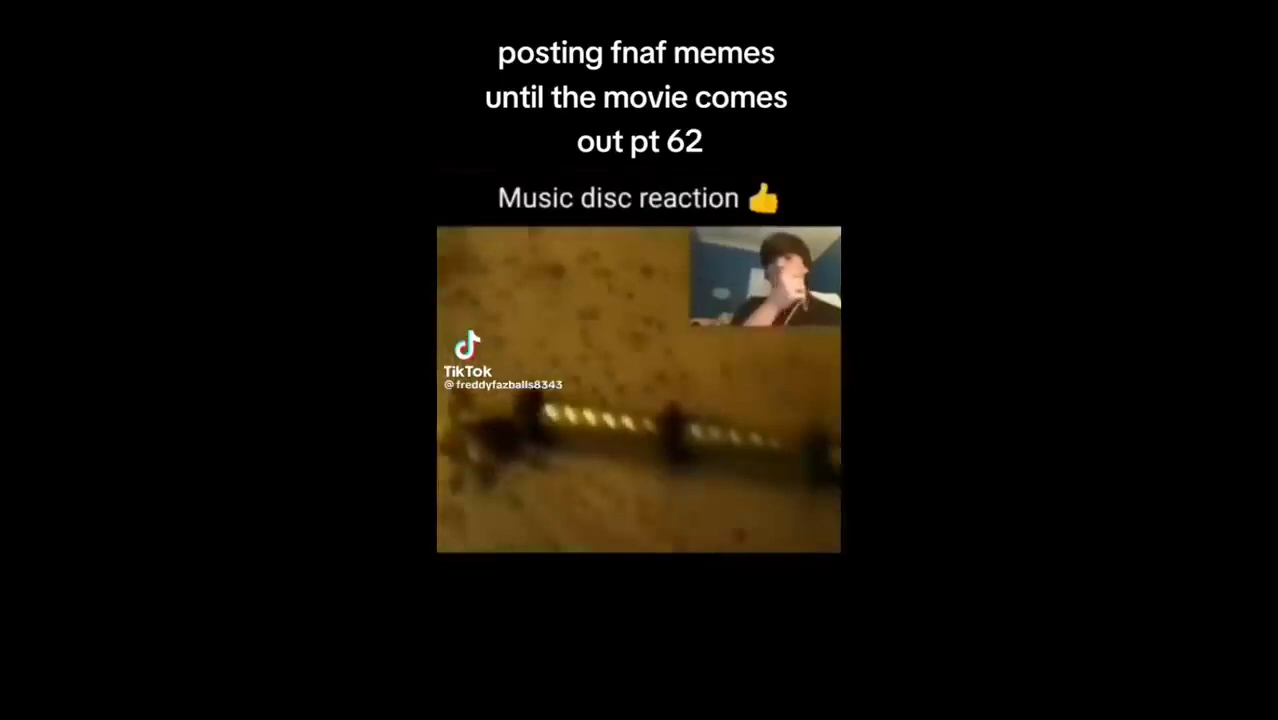 posting fnaf memes
until the movie comes
out pt 62
Music disc reaction 👍
TikTok
@freddyfazballs8343